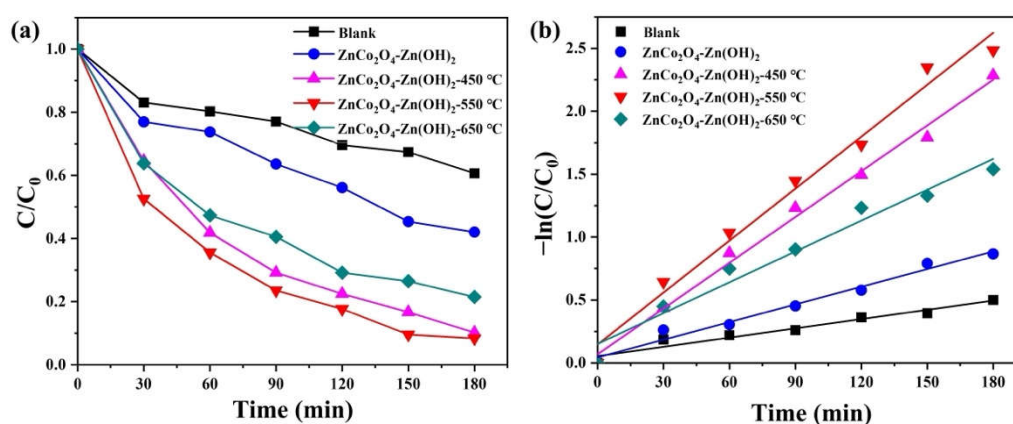 (a)
Blank
ZnCo₂O₄-Zn(OH)₂
ZnCo₂O₄-Zn(OH)₂-450 ℃
ZnCo₂O₄-Zn(OH)₂-550 ℃
ZnCo₂O₄-Zn(OH)₂-650 ℃
1.0
0.8
0.6
0.4
0.2
0.0
C/C₀
0 30 60 90 120 150 180
Time (min)
(b)
Blank
ZnCo₂O₄-Zn(OH)₂
ZnCo₂O₄-Zn(OH)₂-450 ℃
ZnCo₂O₄-Zn(OH)₂-550 ℃
ZnCo₂O₄-Zn(OH)₂-650 ℃
2.5
2.0
1.5
1.0
0.5
0.0
−ln(C/C₀)
0 30 60 90 120 150 180
Time (min)